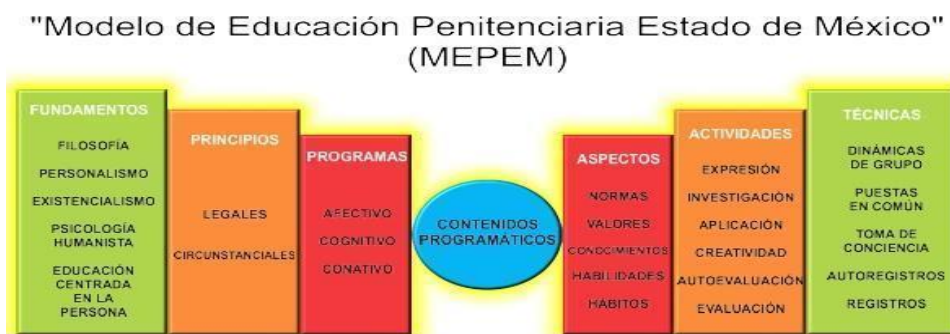 "Modelo de Educación Penitenciaria Estado de México"
(MEPEM)
FUNDAMENTOS
FILOSOFÍA
PERSONALISMO
EXISTENCIALISMO
PSICOLOGÍA
HUMANISTA
EDUCACIÓN
CENTRADA
EN LA
PERSONA
PRINCIPIOS
LEGALES
CIRCUNSTANCIALES
PROGRAMAS
AFECTIVO
COGNITIVO
CONATIVO
CONTENIDOS
PROGRAMÁTICOS
ASPECTOS
NORMAS
VALORES
CONOCIMIENTOS
HABILIDADES
HÁBITOS
ACTIVIDADES
EXPRESIÓN
INVESTIGACIÓN
APLICACIÓN
CREATIVIDAD
AUTOEVALUACIÓN
EVALUACIÓN
TÉCNICAS
DINÁMICAS
DE GRUPO
PUESTAS
EN COMÚN
TOMA DE
CONCIENCIA
AUTOREGISTROS
REGISTROS